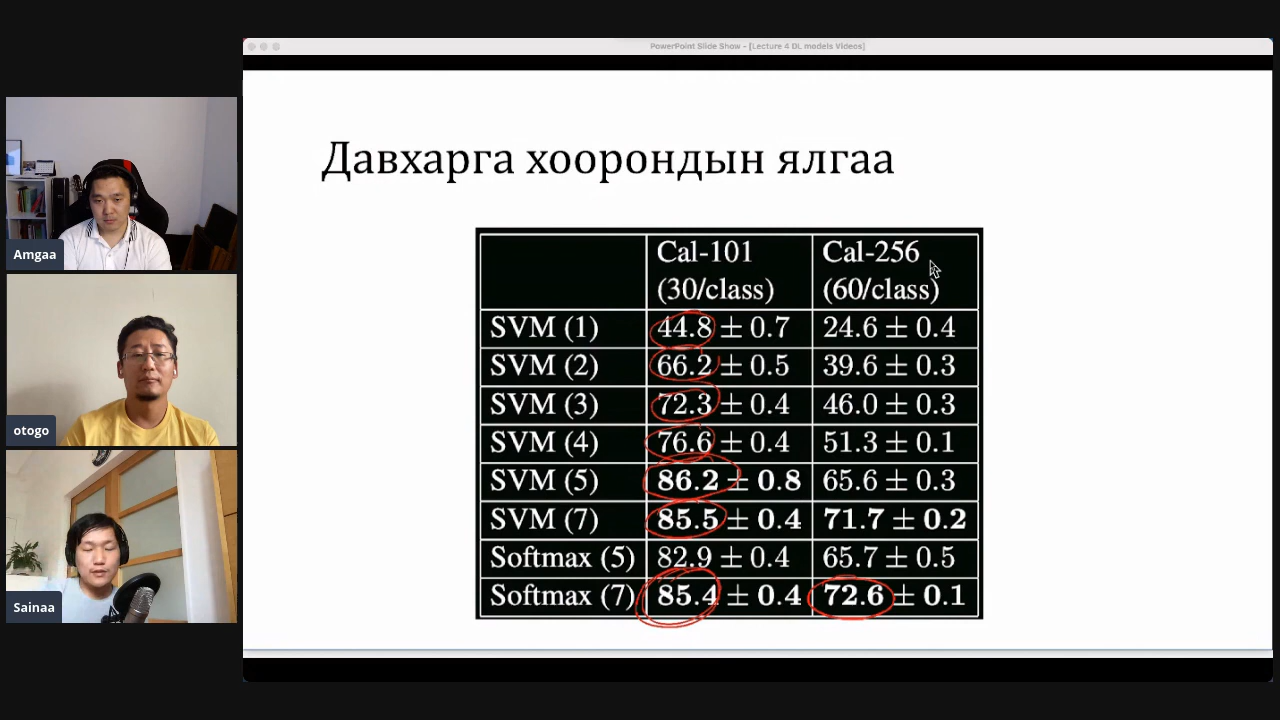 PowerPoint Slide Show - [Lecture 4 DL models Videos]
Давхарга хоорондын ялгаа
Cal-101 Cal-256
(30/class) (60/class)
SVM (1) 44.8 ± 0.7 24.6 ± 0.4
SVM (2) 66.2 ± 0.5 39.6 ± 0.3
SVM (3) 72.3 ± 0.4 46.0 ± 0.3
SVM (4) 76.6 ± 0.4 51.3 ± 0.1
SVM (5) 86.2 ± 0.8 65.6 ± 0.3
SVM (7) 85.5 ± 0.4 71.7 ± 0.2
Softmax (5) 82.9 ± 0.4 65.7 ± 0.5
Softmax (7) 85.4 ± 0.4 72.6 ± 0.1
Amgaa
otogo
Sainaa